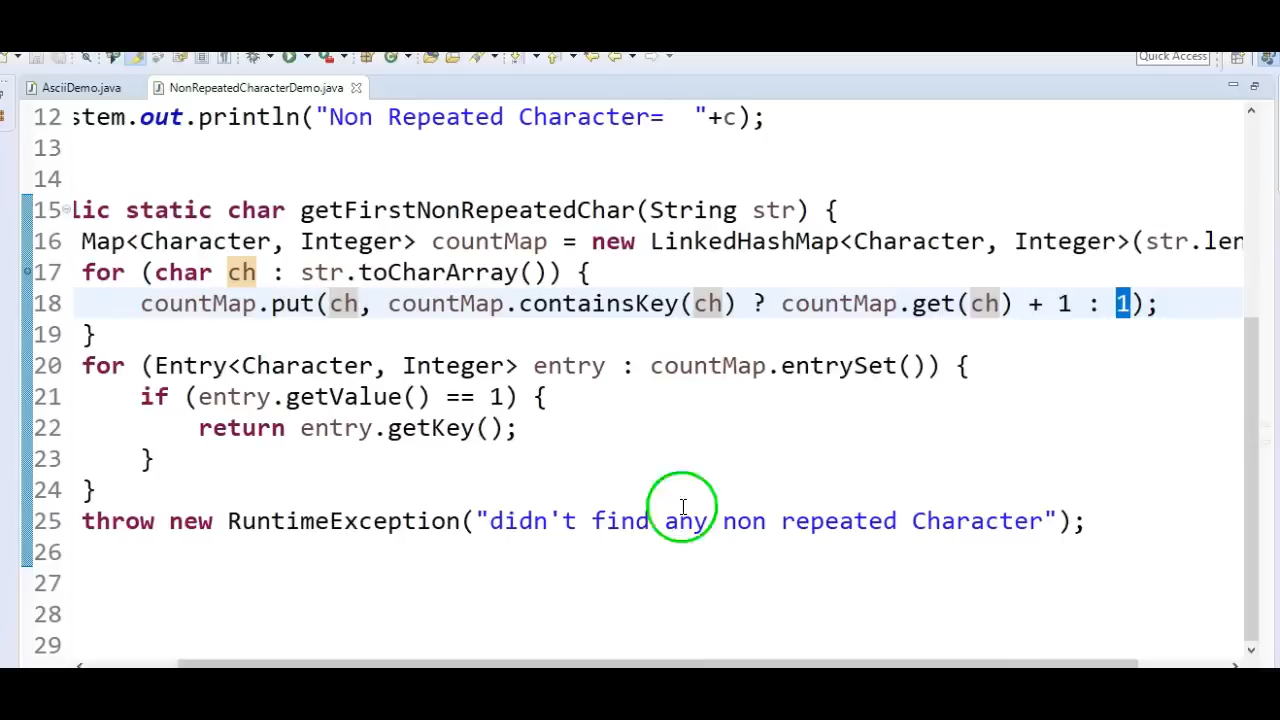 Quick Access
AsciiDemo.java
NonRepeatedCharacterDemo.java
12 stem.out.println("Non Repeated Character=  "+c);
13
14
15 lic static char getFirstNonRepeatedChar(String str) {
16 Map<Character, Integer> countMap = new LinkedHashMap<Character, Integer>(str.len
17 for (char ch : str.toCharArray()) {
18 countMap.put(ch, countMap.containsKey(ch) ? countMap.get(ch) + 1 : 1);
19 }
20 for (Entry<Character, Integer> entry : countMap.entrySet()) {
21 if (entry.getValue() == 1) {
22 return entry.getKey();
23 }
24 }
25 throw new RuntimeException("didn't find any non repeated Character");
26
27
28
29